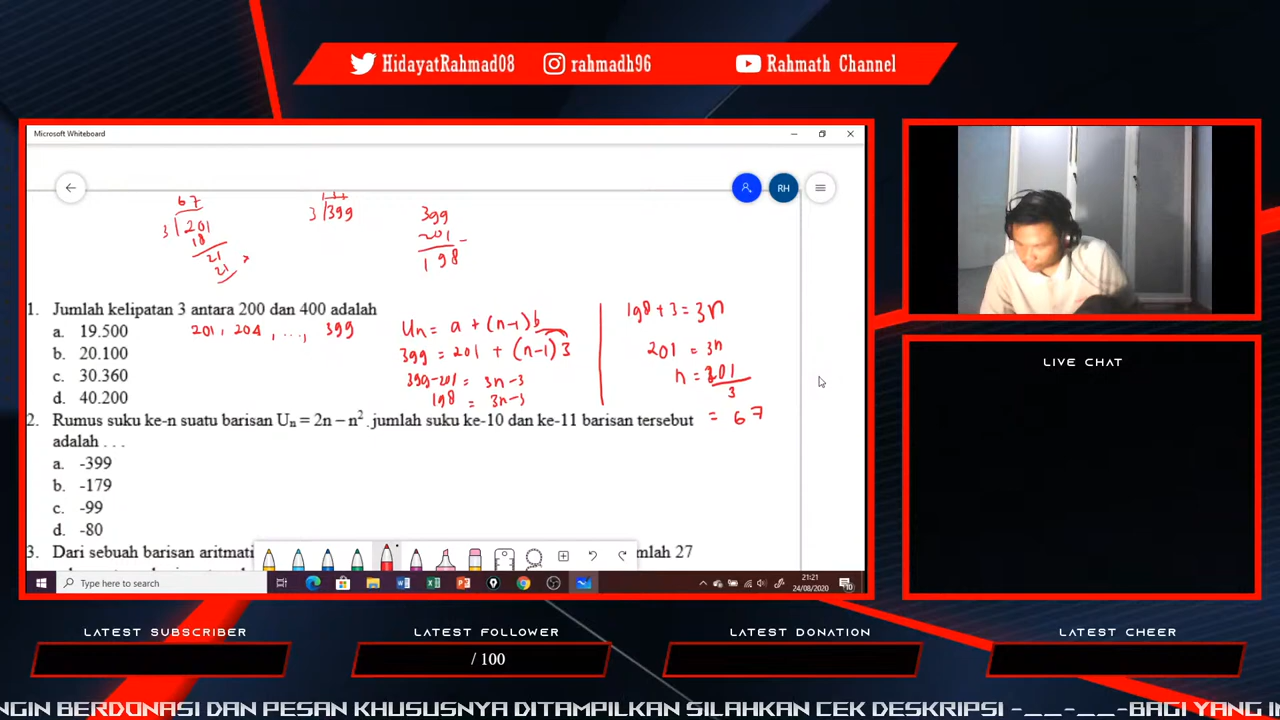 HidayatRahmad08 rahmadh96 Rahmath Channel
Microsoft Whiteboard
RH
67
3 201
18
21
21
3 399
399
201 -
198
1. Jumlah kelipatan 3 antara 200 dan 400 adalah
a. 19.500
b. 20.100
c. 30.360
d. 40.200
201, 204, ..., 399
Un = a + (n-1)b
399 = 201 + (n-1)3
399-201 = 3n-3
198 = 3n-3
198 + 3 = 3n
201 = 3n
n = 201
3
= 67
2. Rumus suku ke-n suatu barisan Un = 2n – n². jumlah suku ke-10 dan ke-11 barisan tersebut
adalah . . .
a. -399
b. -179
c. -99
d. -80
3. Dari sebuah barisan aritmati
mlah 27
Type here to search
21:21
24/08/2020
LIVE CHAT
LATEST SUBSCRIBER LATEST FOLLOWER LATEST DONATION LATEST CHEER
/ 100
NGIN BERDONASI DAN PESAN KHUSUSNYA DITAMPILKAN SILAHKAN CEK DESKRIPSI -__-__-BAGI YANG I